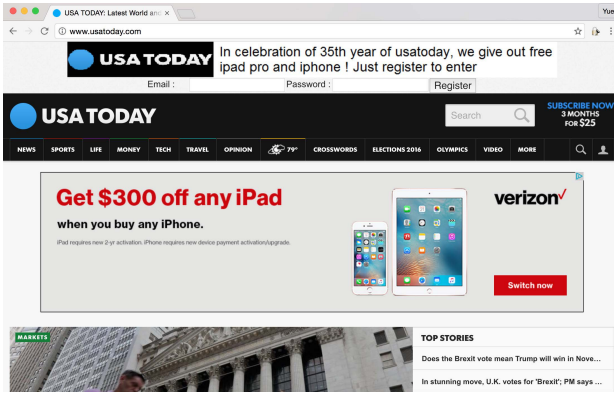 USA TODAY: Latest World and
Yue
www.usatoday.com
USA TODAY
In celebration of 35th year of usatoday, we give out free
ipad pro and iphone ! Just register to enter
Email :
Password :
Register
USA TODAY
Search
SUBSCRIBE NOW
3 MONTHS
FOR $25
NEWS SPORTS LIFE MONEY TECH TRAVEL OPINION 79° CROSSWORDS ELECTIONS 2016 OLYMPICS VIDEO MORE
Get $300 off any iPad
when you buy any iPhone.
iPad requires new 2-yr activation. iPhone requires new device payment activation/upgrade.
verizon
Switch now
MARKETS
TOP STORIES
Does the Brexit vote mean Trump will win in Nove...
In stunning move, U.K. votes for 'Brexit'; PM says ...